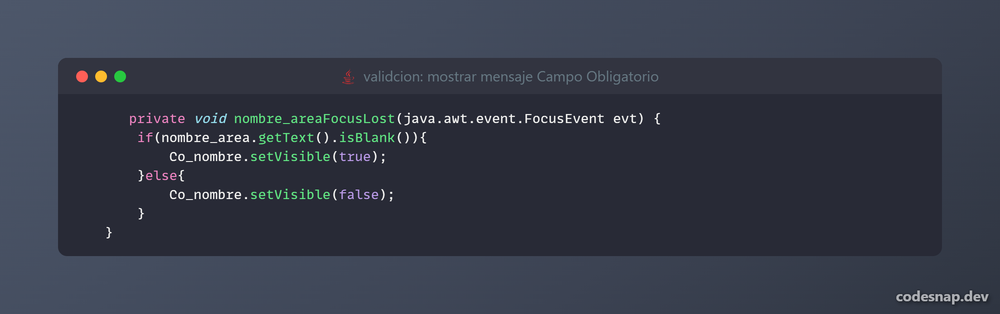 validcion: mostrar mensaje Campo Obligatorio
private void nombre_areaFocusLost(java.awt.event.FocusEvent evt) {
if(nombre_area.getText().isBlank()){
Co_nombre.setVisible(true);
}else{
Co_nombre.setVisible(false);
}
}
codesnap.dev